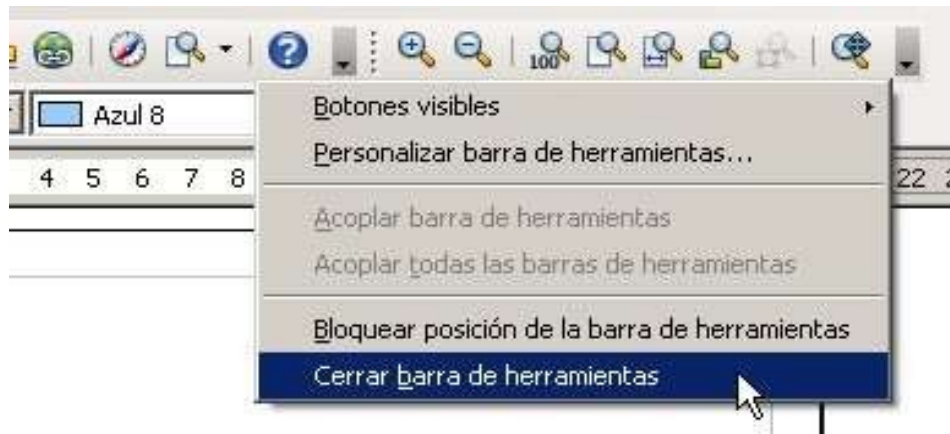 100
Azul 8
4 5 6 7 8
22
Botones visibles
Personalizar barra de herramientas...
Acoplar barra de herramientas
Acoplar todas las barras de herramientas
Bloquear posición de la barra de herramientas
Cerrar barra de herramientas